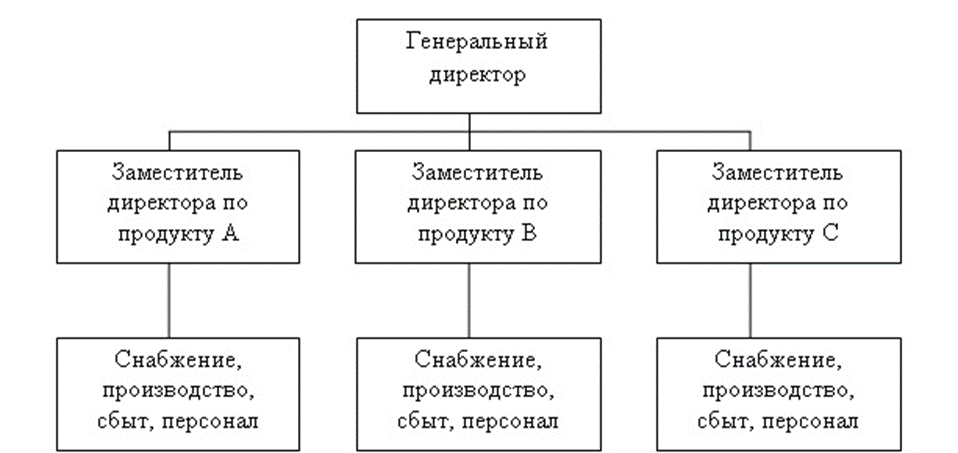 Генеральный
директор
Заместитель
директора по
продукту А
Заместитель
директора по
продукту В
Заместитель
директора по
продукту С
Снабжение,
производство,
сбыт, персонал
Снабжение,
производство,
сбыт, персонал
Снабжение,
производство,
сбыт, персонал